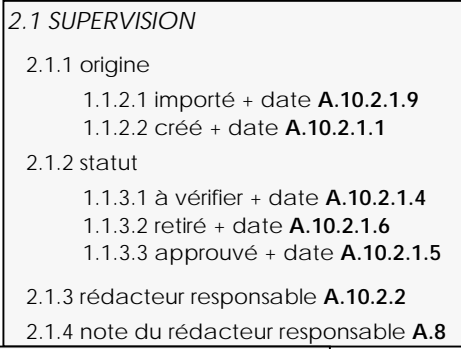 2.1 SUPERVISION
2.1.1 origine
1.1.2.1 importé + date A.10.2.1.9
1.1.2.2 créé + date A.10.2.1.1
2.1.2 statut
1.1.3.1 à vérifier + date A.10.2.1.4
1.1.3.2 retiré + date A.10.2.1.6
1.1.3.3 approuvé + date A.10.2.1.5
2.1.3 rédacteur responsable A.10.2.2
2.1.4 note du rédacteur responsable A.8